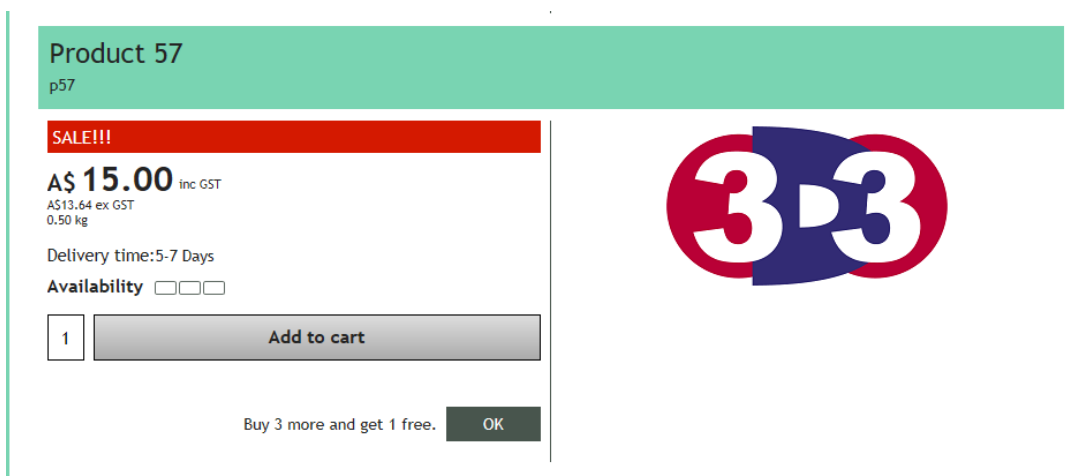 Product 57
p57
SALE!!!
A$ 15.00 inc GST
A$13.64 ex GST
0.50 kg
Delivery time:5-7 Days
Availability
1 Add to cart
Buy 3 more and get 1 free. OK
3D3